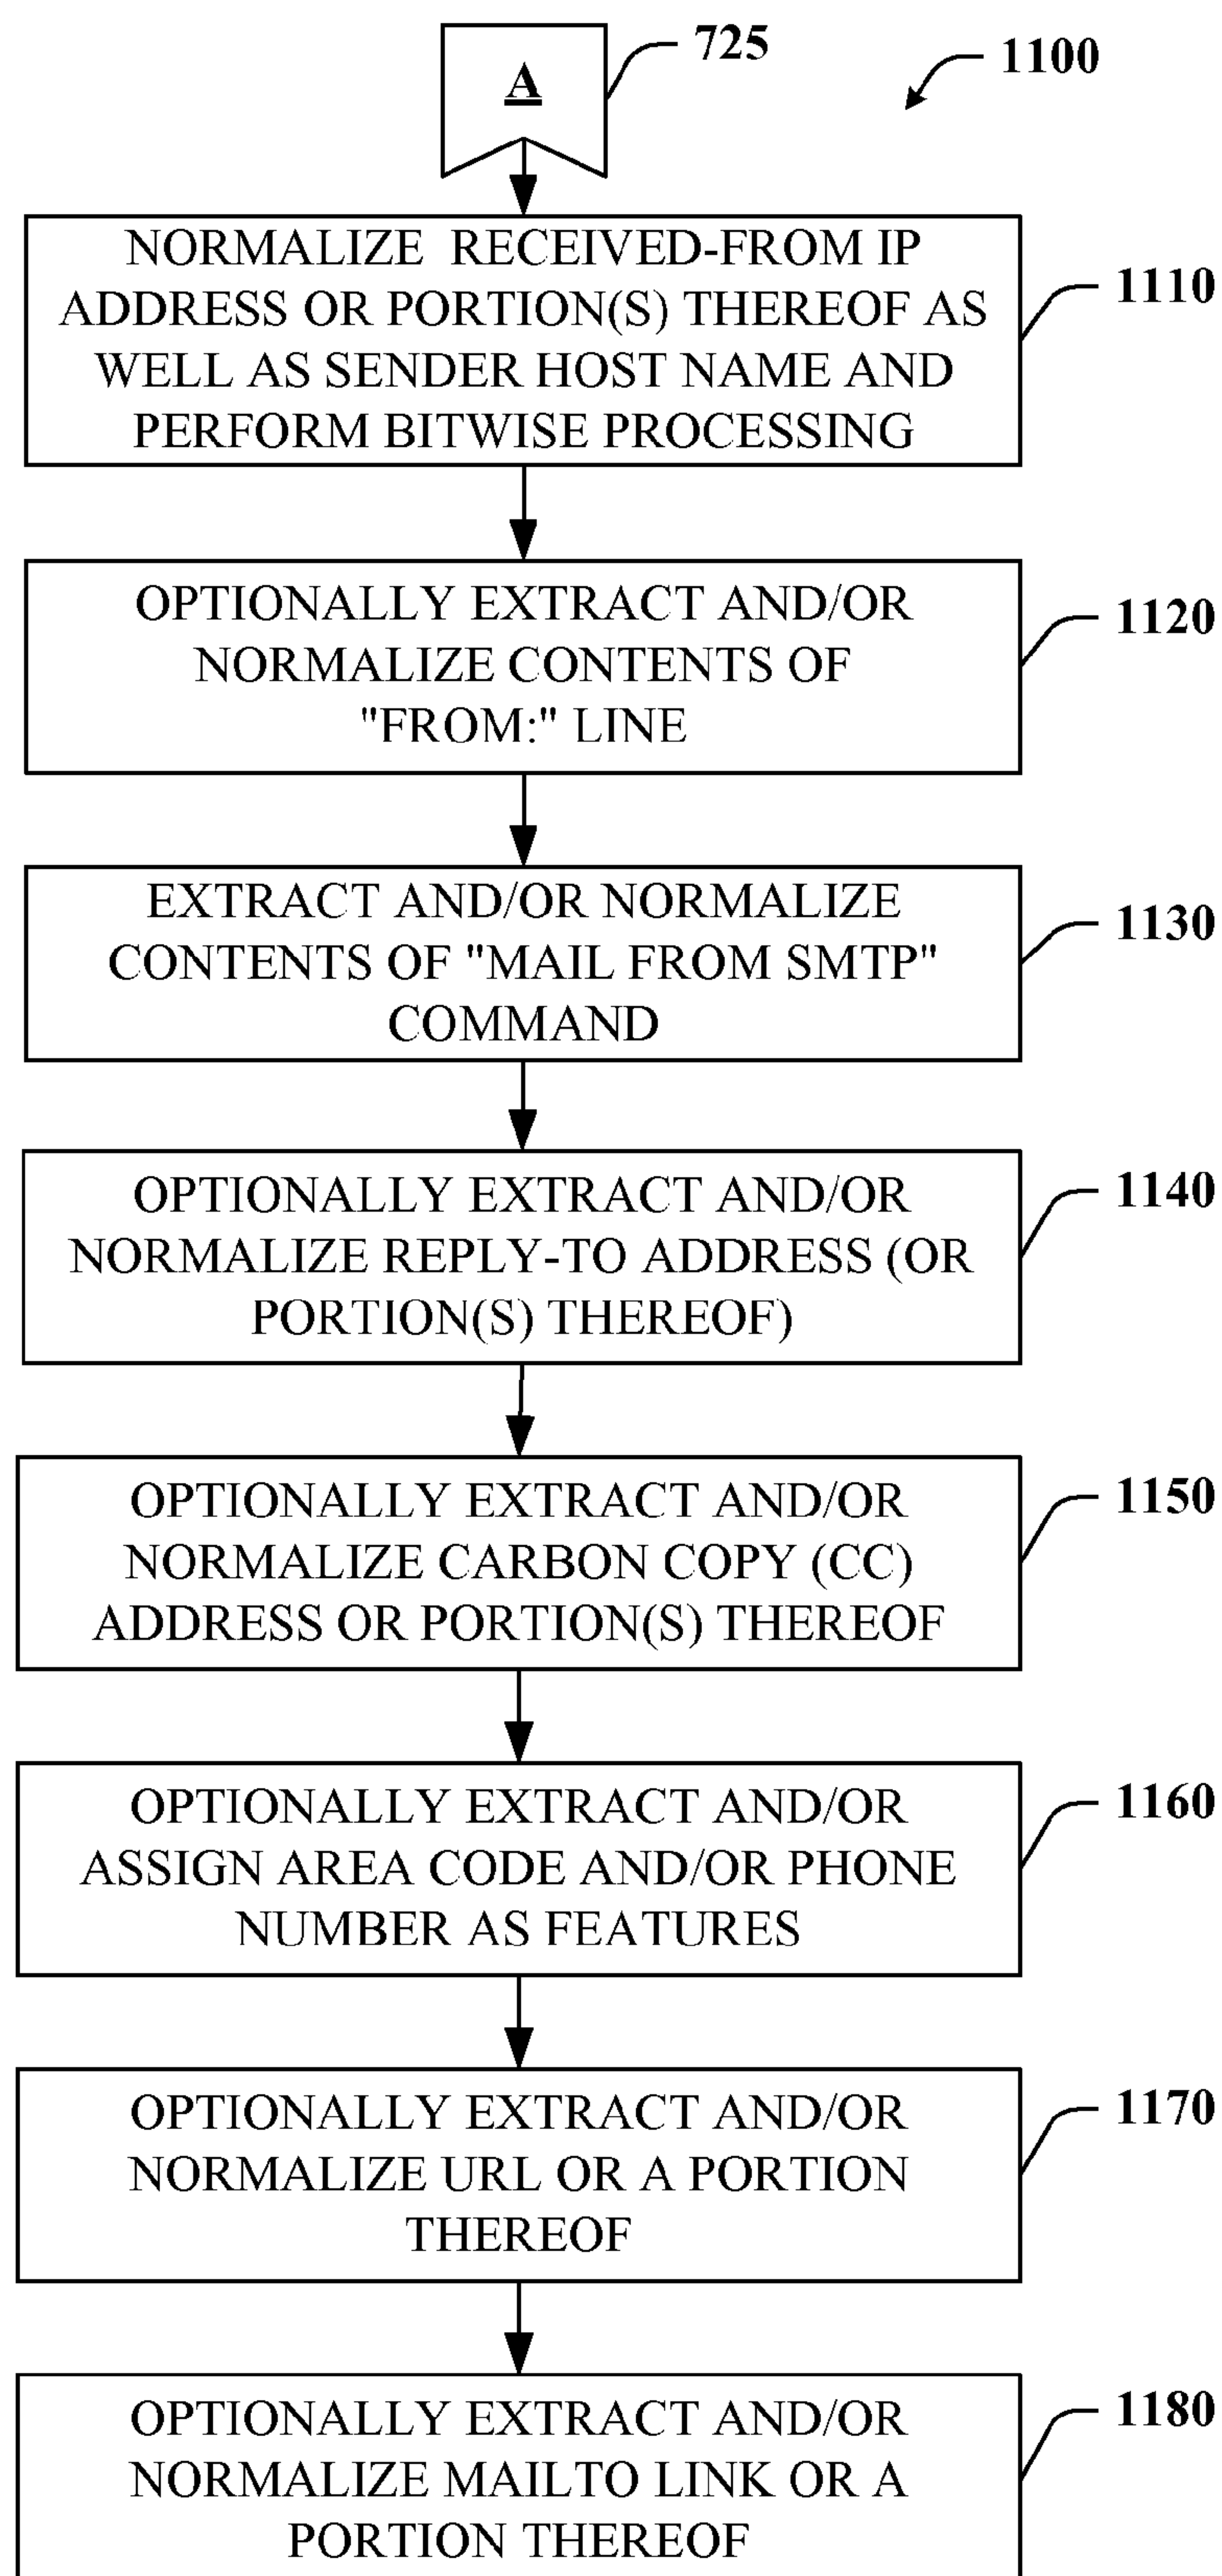 A
725
1100
NORMALIZE RECEIVED-FROM IP
ADDRESS OR PORTION(S) THEREOF AS
WELL AS SENDER HOST NAME AND
PERFORM BITWISE PROCESSING
1110
OPTIONALLY EXTRACT AND/OR
NORMALIZE CONTENTS OF
"FROM:" LINE
1120
EXTRACT AND/OR NORMALIZE
CONTENTS OF "MAIL FROM SMTP"
COMMAND
1130
OPTIONALLY EXTRACT AND/OR
NORMALIZE REPLY-TO ADDRESS (OR
PORTION(S) THEREOF)
1140
OPTIONALLY EXTRACT AND/OR
NORMALIZE CARBON COPY (CC)
ADDRESS OR PORTION(S) THEREOF
1150
OPTIONALLY EXTRACT AND/OR
ASSIGN AREA CODE AND/OR PHONE
NUMBER AS FEATURES
1160
OPTIONALLY EXTRACT AND/OR
NORMALIZE URL OR A PORTION
THEREOF
1170
OPTIONALLY EXTRACT AND/OR
NORMALIZE MAILTO LINK OR A
PORTION THEREOF
1180